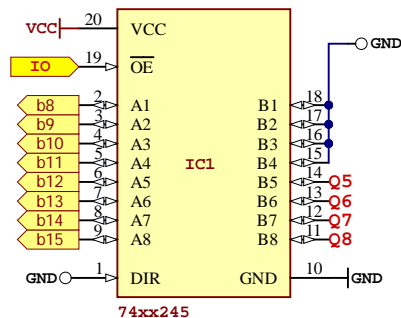 VCC 20 VCC
GND
IO 19 OE
b8 2 A1 B1 18
b9 3 A2 B2 17
b10 4 A3 B3 16
b11 5 A4 IC1 B4 15
b12 6 A5 B5 14 Q5
b13 7 A6 B6 13 Q6
b14 8 A7 B7 12 Q7
b15 9 A8 B8 11 Q8
GND 1 DIR GND 10 GND
74xx245